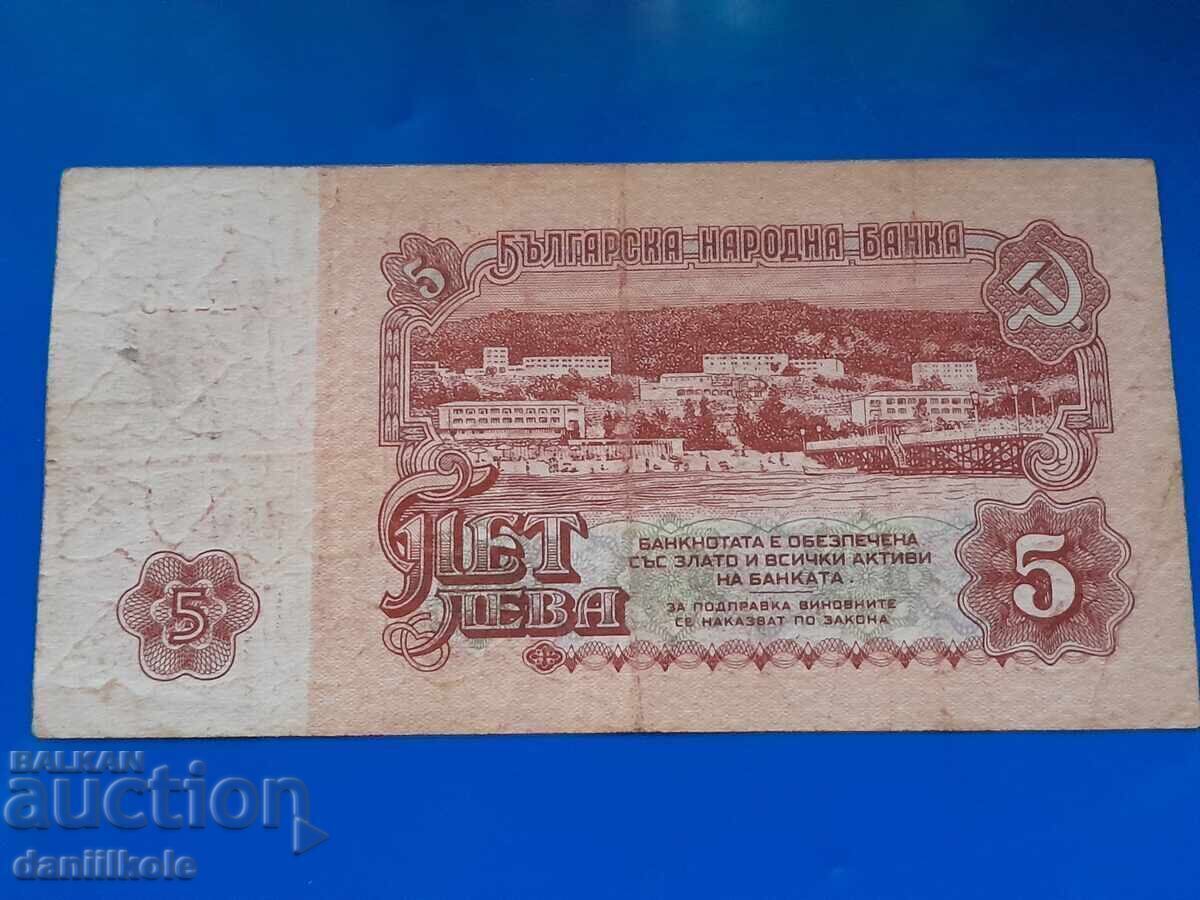 БЪЛГАРСКА НАРОДНА БАНКА
5
ПЕТ
ЛЕВА
БАНКНОТАТА Е ОБЕЗПЕЧЕНА
СЪС ЗЛАТО И ВСИЧКИ АКТИВИ
НА БАНКАТА.
ЗА ПОДПРАВКА ВИНОВНИТЕ
СЕ НАКАЗВАТ ПО ЗАКОНА
5
5
BALKAN
auction
daniilkole